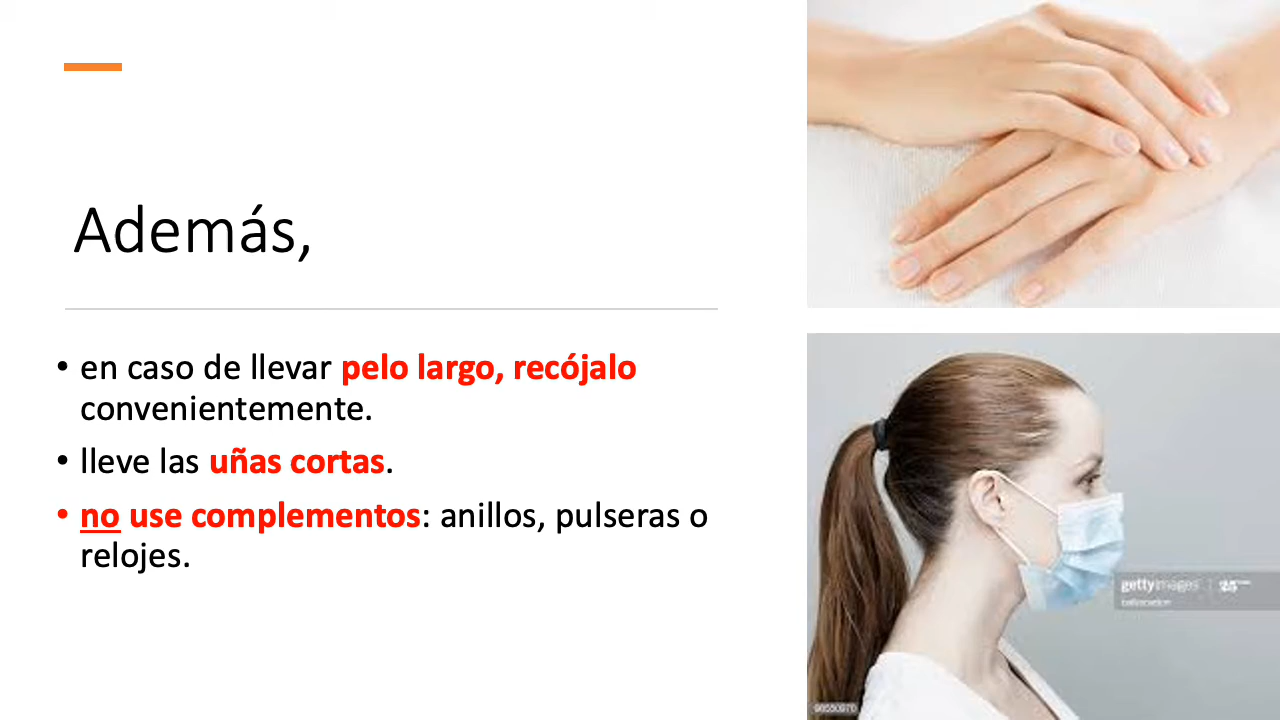 Además,
• en caso de llevar pelo largo, recójalo
convenientemente.
• lleve las uñas cortas.
• no use complementos: anillos, pulseras o
relojes.
gettyimages